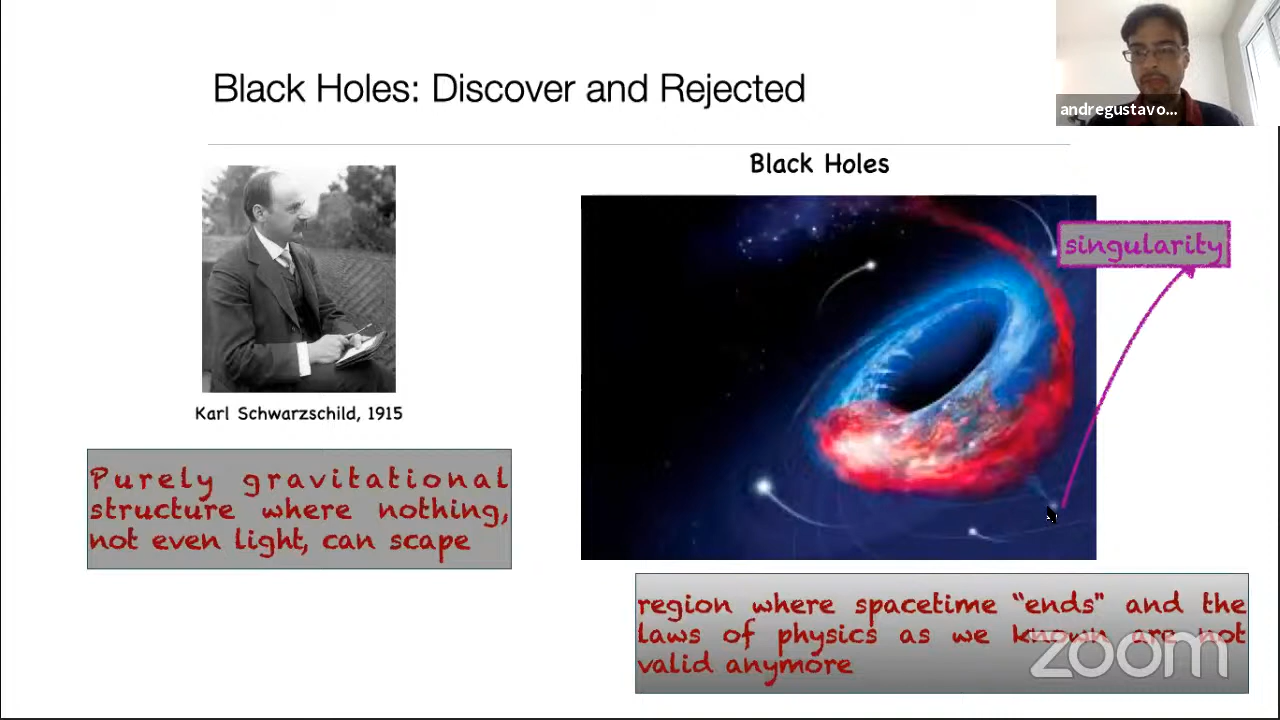 Black Holes: Discover and Rejected
andregustavo...
Black Holes
singularity
Karl Schwarzschild, 1915
Purely gravitational
structure where nothing,
not even light, can scape
region where spacetime “ends” and the
laws of physics as we known are not
valid anymore
zoom